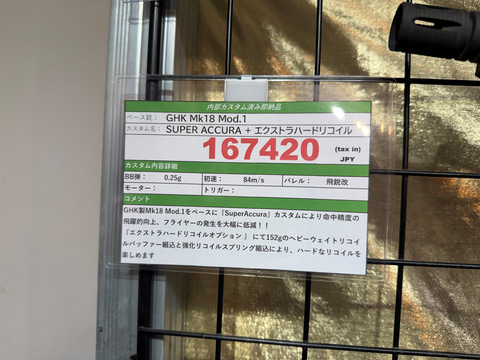 内部カスタム済み即納品
ベース銃： GHK Mk18 Mod.1
カスタム名： SUPER ACCURA + エクストラハードリコイル
167420 (tax in) JPY
カスタム内容詳細
BB弾： 0.25g 初速： 84m/s バレル： 飛鋭改
モーター： トリガー：
コメント
GHK製Mk18 Mod.1をベースに『SuperAccura』カスタムにより命中精度の
飛躍的向上、フライヤーの発生を大幅に低減！！
『エクストラハードリコイルオプション 』 にて152gのヘビーウェイトリコイ
ルバッファー組込と強化リコイルスプリング組込により、ハードなリコイルを
楽しめます